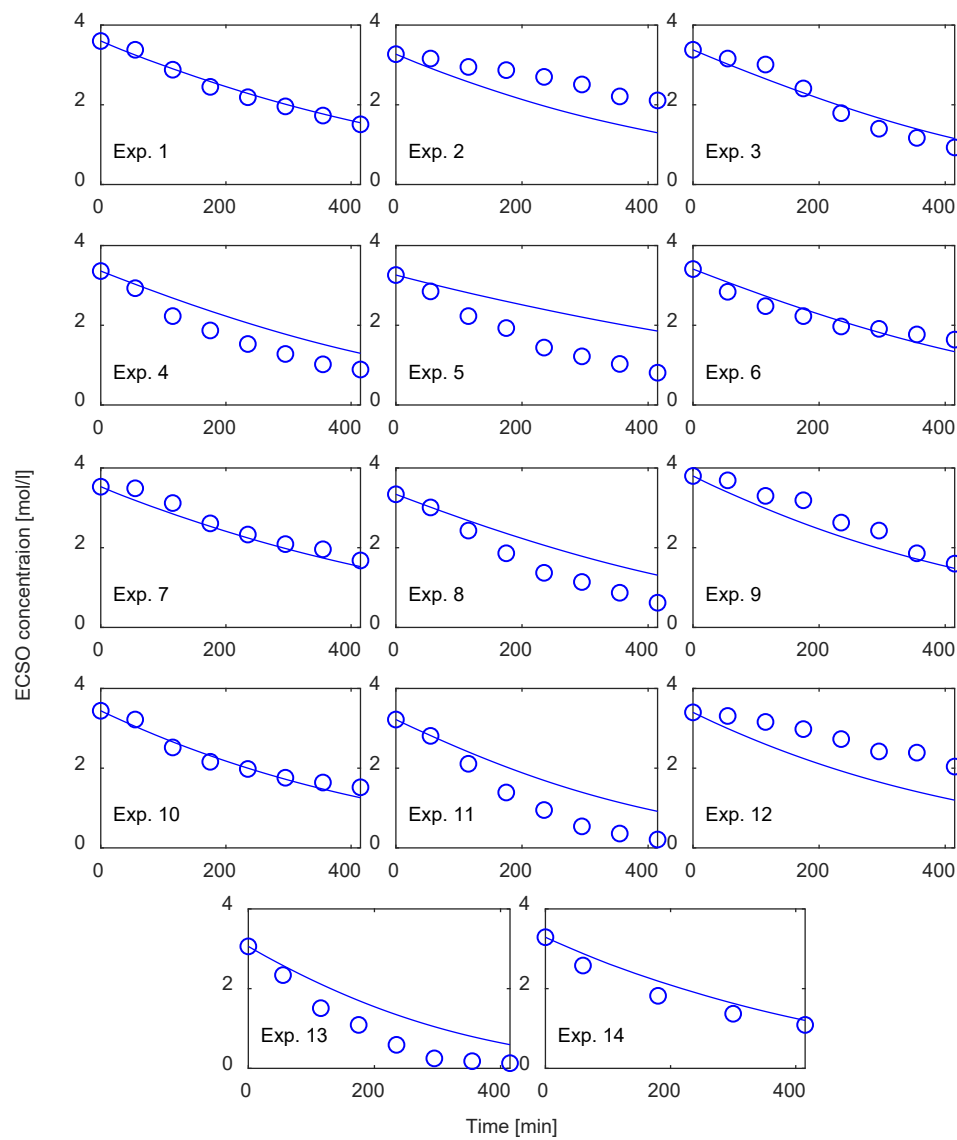 4 4 4
2 2 2
Exp. 1 Exp. 2 Exp. 3
0 0 0
0 200 400 0 200 400 0 200 400
4 4 4
2 2 2
Exp. 4 Exp. 5 Exp. 6
0 0 0
0 200 400 0 200 400 0 200 400
ECSO concentraion [mol/l]
4 4 4
2 2 2
Exp. 7 Exp. 8 Exp. 9
0 0 0
0 200 400 0 200 400 0 200 400
4 4 4
2 2 2
Exp. 10 Exp. 11 Exp. 12
0 0 0
0 200 400 0 200 400 0 200 400
4 4
2 2
Exp. 13 Exp. 14
0 0
0 200 400 0 200 400
Time [min]